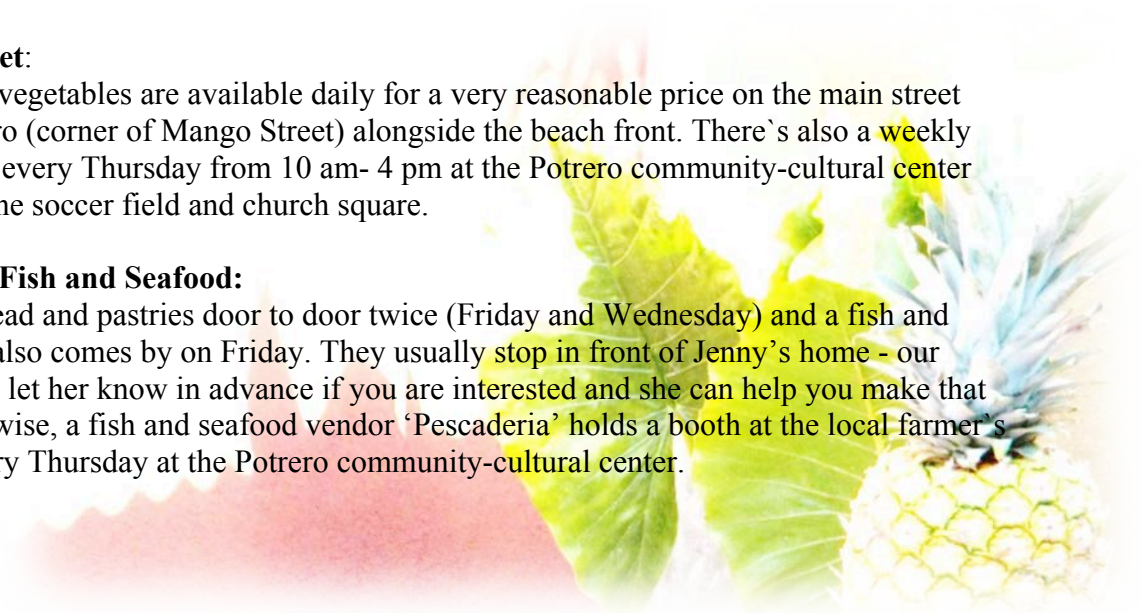 et:
vegetables are available daily for a very reasonable price on the main street
ro (corner of Mango Street) alongside the beach front. There`s also a weekly
every Thursday from 10 am- 4 pm at the Potrero community-cultural center
he soccer field and church square.
Fish and Seafood:
ead and pastries door to door twice (Friday and Wednesday) and a fish and
also comes by on Friday. They usually stop in front of Jenny’s home - our
let her know in advance if you are interested and she can help you make that
wise, a fish and seafood vendor ‘Pescaderia’ holds a booth at the local farmer`s
ry Thursday at the Potrero community-cultural center.